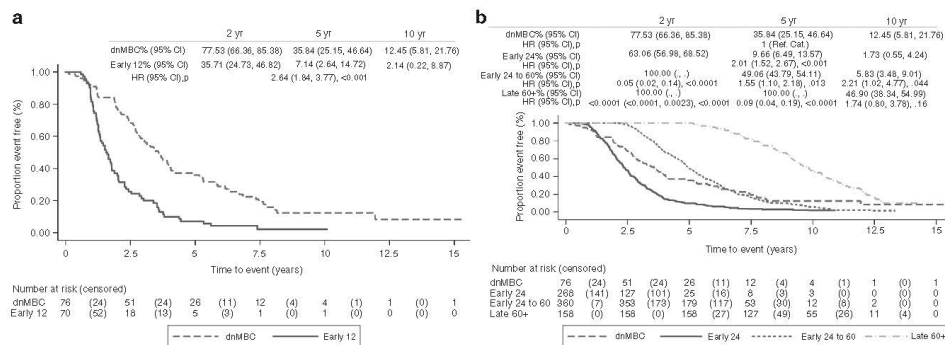 a
2 yr 5 yr 10 yr
dnMBC% (95% CI) 77.53 (66.36, 85.38) 35.84 (25.15, 46.64) 12.45 (5.81, 21.76)
Early 12% (95% CI) 35.71 (24.73, 46.82) 7.14 (2.64, 14.72) 2.14 (0.22, 8.87)
HR (95% CI),p 2.64 (1.84, 3.77), <.001
Proportion event free (%)
1.00
0.80
0.60
0.40
0.20
0.00
0 2.5 5 7.5 10 12.5 15
Time to event (years)
Number at risk (censored)
dnMBC 76 (24) 51 (24) 26 (11) 12 (4) 4 (1) 1 (0) 1
Early 12 70 (52) 18 (13) 5 (3) 1 (0) 1 (0) 0 (0) 0
dnMBC Early 12
b
2 yr 5 yr 10 yr
dnMBC% (95% CI) 77.53 (66.36, 85.38) 35.84 (25.15, 46.64) 12.45 (5.81, 21.76)
HR (95% CI),p 1 (Ref. Cat.)
Early 24% (95% CI) 63.06 (56.98, 68.52) 9.66 (6.49, 13.57) 1.73 (0.55, 4.24)
HR (95% CI),p 2.01 (1.52, 2.67), <.001
Early 24 to 60% (95% CI) 100.00 (., .) 49.06 (43.79, 54.11) 5.83 (3.48, 9.01)
HR (95% CI),p 0.05 (0.02, 0.14), <.0001 1.55 (1.10, 2.18), .013 2.21 (1.02, 4.77), .044
Late 60+% (95% CI) 100.00 (., .) 100.00 (., .) 46.90 (38.34, 54.99)
HR (95% CI),p <.0001 (<.0001, 0.0023), <.0001 0.09 (0.04, 0.19), <.0001 1.74 (0.80, 3.78), .16
Proportion event free (%)
1.00
0.80
0.60
0.40
0.20
0.00
0 2.5 5 7.5 10 12.5 15
Time to event (years)
Number at risk (censored)
dnMBC 76 (24) 51 (24) 26 (11) 12 (4) 4 (1) 1 (0) 1
Early 24 268 (141) 127 (101) 25 (16) 8 (3) 3 (0) 0 (0) 0
Early 24 to 60 360 (7) 353 (173) 179 (117) 53 (30) 12 (8) 2 (0) 0
Late 60+ 158 (0) 158 (0) 158 (27) 127 (49) 55 (26) 11 (4) 0
dnMBC Early 24 Early 24 to 60 Late 60+